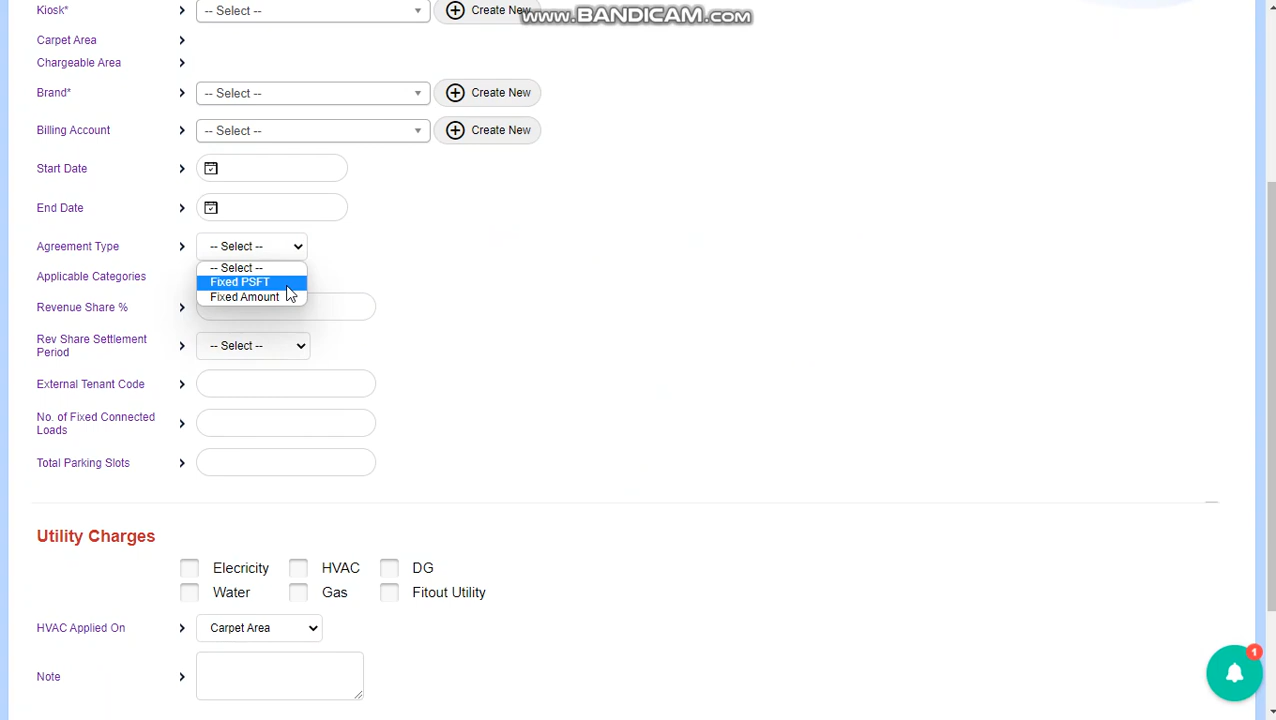 www.BANDICAM.com
Kiosk*
-- Select --
Create New
Carpet Area
Chargeable Area
Brand*
-- Select --
Create New
Billing Account
-- Select --
Create New
Start Date
End Date
Agreement Type
-- Select --
-- Select --
Fixed PSFT
Fixed Amount
Applicable Categories
Revenue Share %
Rev Share Settlement
Period
-- Select --
External Tenant Code
No. of Fixed Connected
Loads
Total Parking Slots
Utility Charges
Elecricity
HVAC
DG
Water
Gas
Fitout Utility
HVAC Applied On
Carpet Area
Note
1